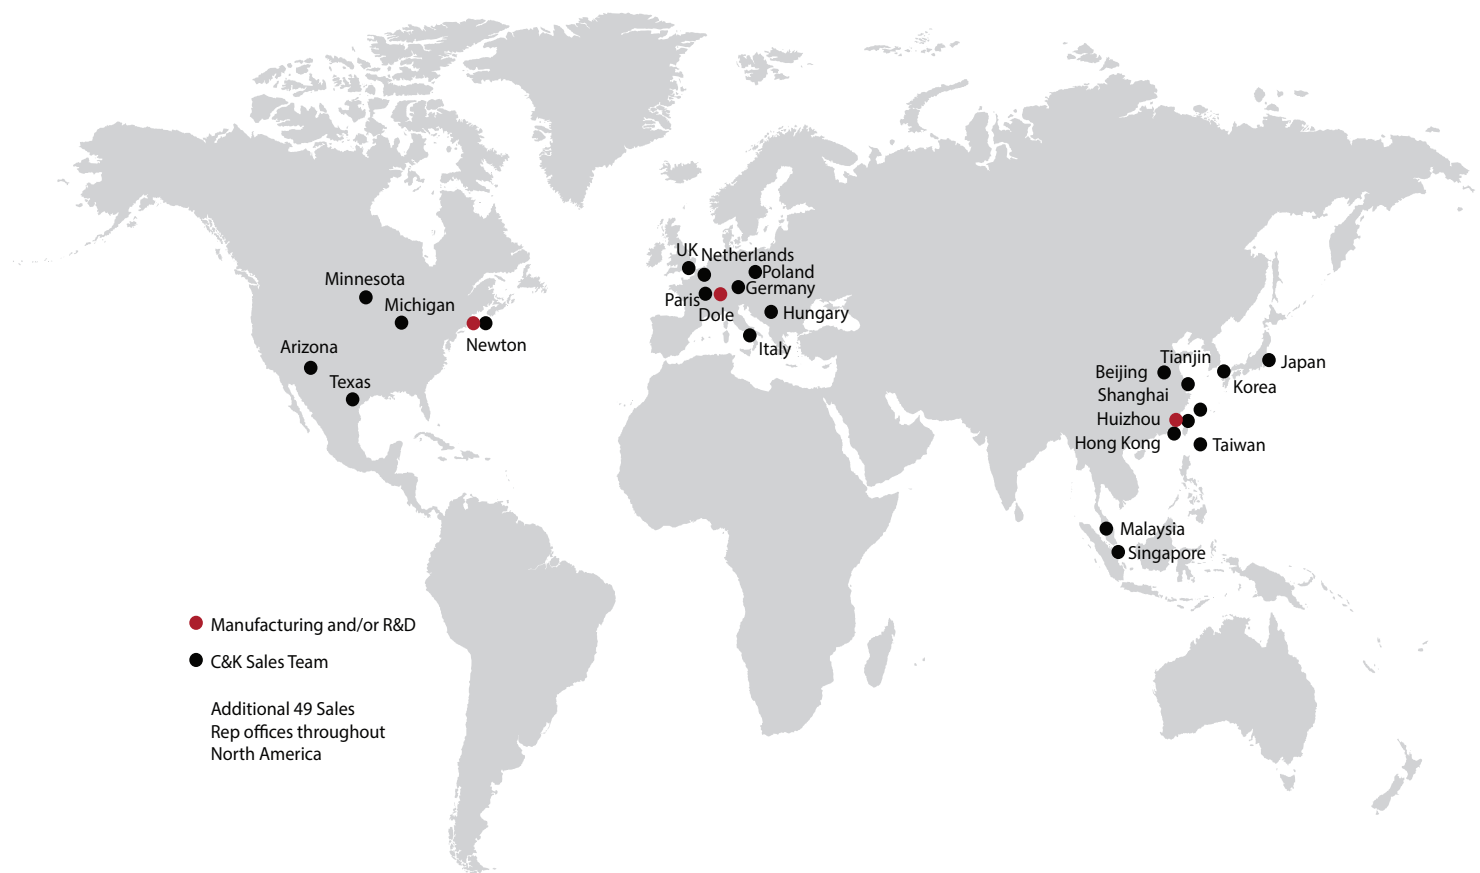 UK
Netherlands
Poland
Germany
Paris
Dole
Hungary
Italy
Minnesota
Michigan
Newton
Arizona
Texas
Tianjin
Beijing
Japan
Korea
Shanghai
Huizhou
Hong Kong
Taiwan
Malaysia
Singapore
Manufacturing and/or R&D
C&K Sales Team
Additional 49 Sales
Rep offices throughout
North America